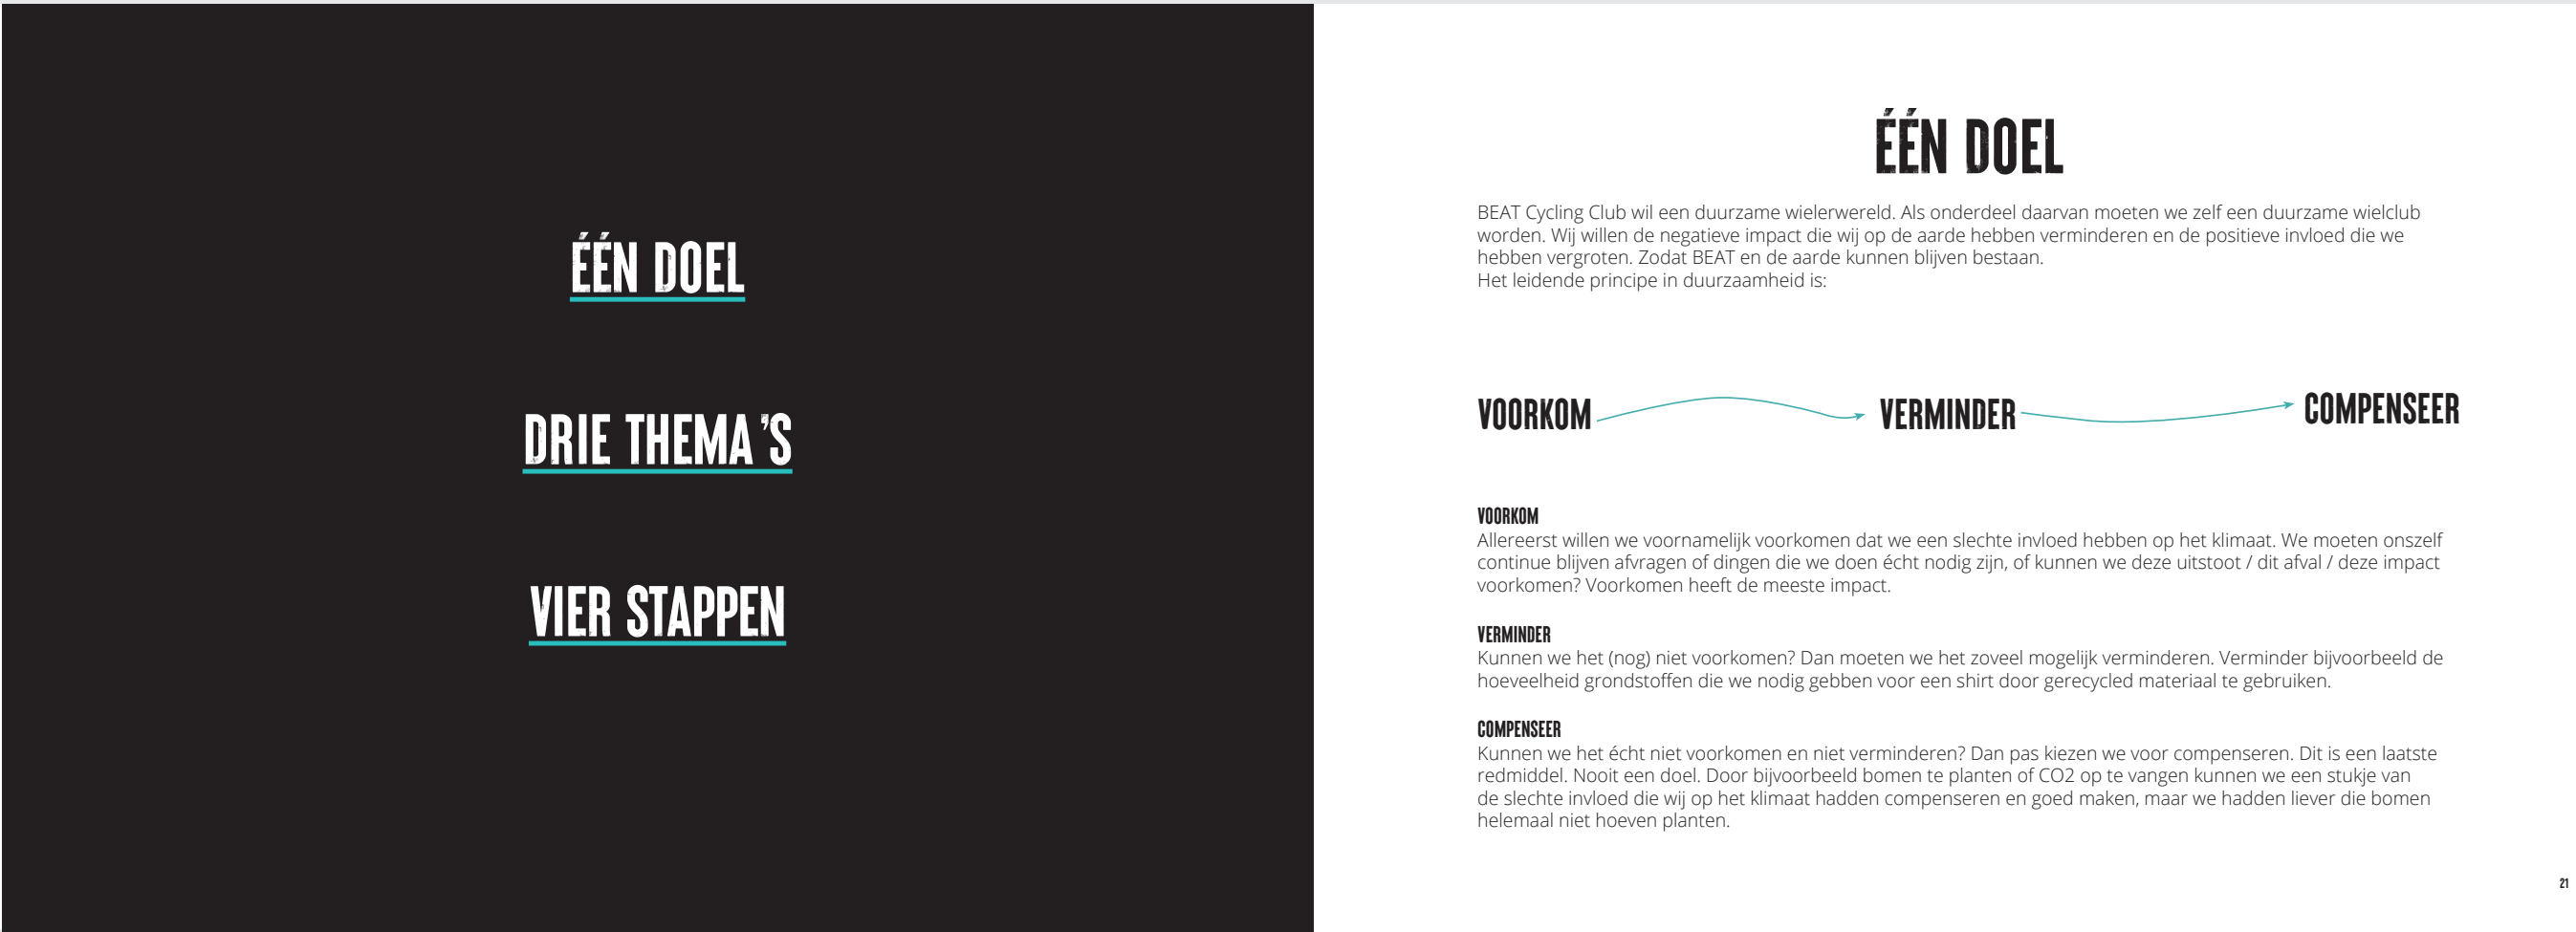 ÉÉN DOEL
DRIE THEMA'S
VIER STAPPEN
ÉÉN DOEL
BEAT Cycling Club wil een duurzame wielerwereld. Als onderdeel daarvan moeten we zelf een duurzame wielclub
worden. Wij willen de negatieve impact die wij op de aarde hebben verminderen en de positieve invloed die we
hebben vergroten. Zodat BEAT en de aarde kunnen blijven bestaan.
Het leidende principe in duurzaamheid is:
VOORKOM VERMINDER COMPENSEER
VOORKOM
Allereerst willen we voornamelijk voorkomen dat we een slechte invloed hebben op het klimaat. We moeten onszelf
continue blijven afvragen of dingen die we doen écht nodig zijn, of kunnen we deze uitstoot / dit afval / deze impact
voorkomen? Voorkomen heeft de meeste impact.
VERMINDER
Kunnen we het (nog) niet voorkomen? Dan moeten we het zoveel mogelijk verminderen. Verminder bijvoorbeeld de
hoeveelheid grondstoffen die we nodig gebben voor een shirt door gerecycled materiaal te gebruiken.
COMPENSEER
Kunnen we het écht niet voorkomen en niet verminderen? Dan pas kiezen we voor compenseren. Dit is een laatste
redmiddel. Nooit een doel. Door bijvoorbeeld bomen te planten of CO2 op te vangen kunnen we een stukje van
de slechte invloed die wij op het klimaat hadden compenseren en goed maken, maar we hadden liever die bomen
helemaal niet hoeven planten.
21